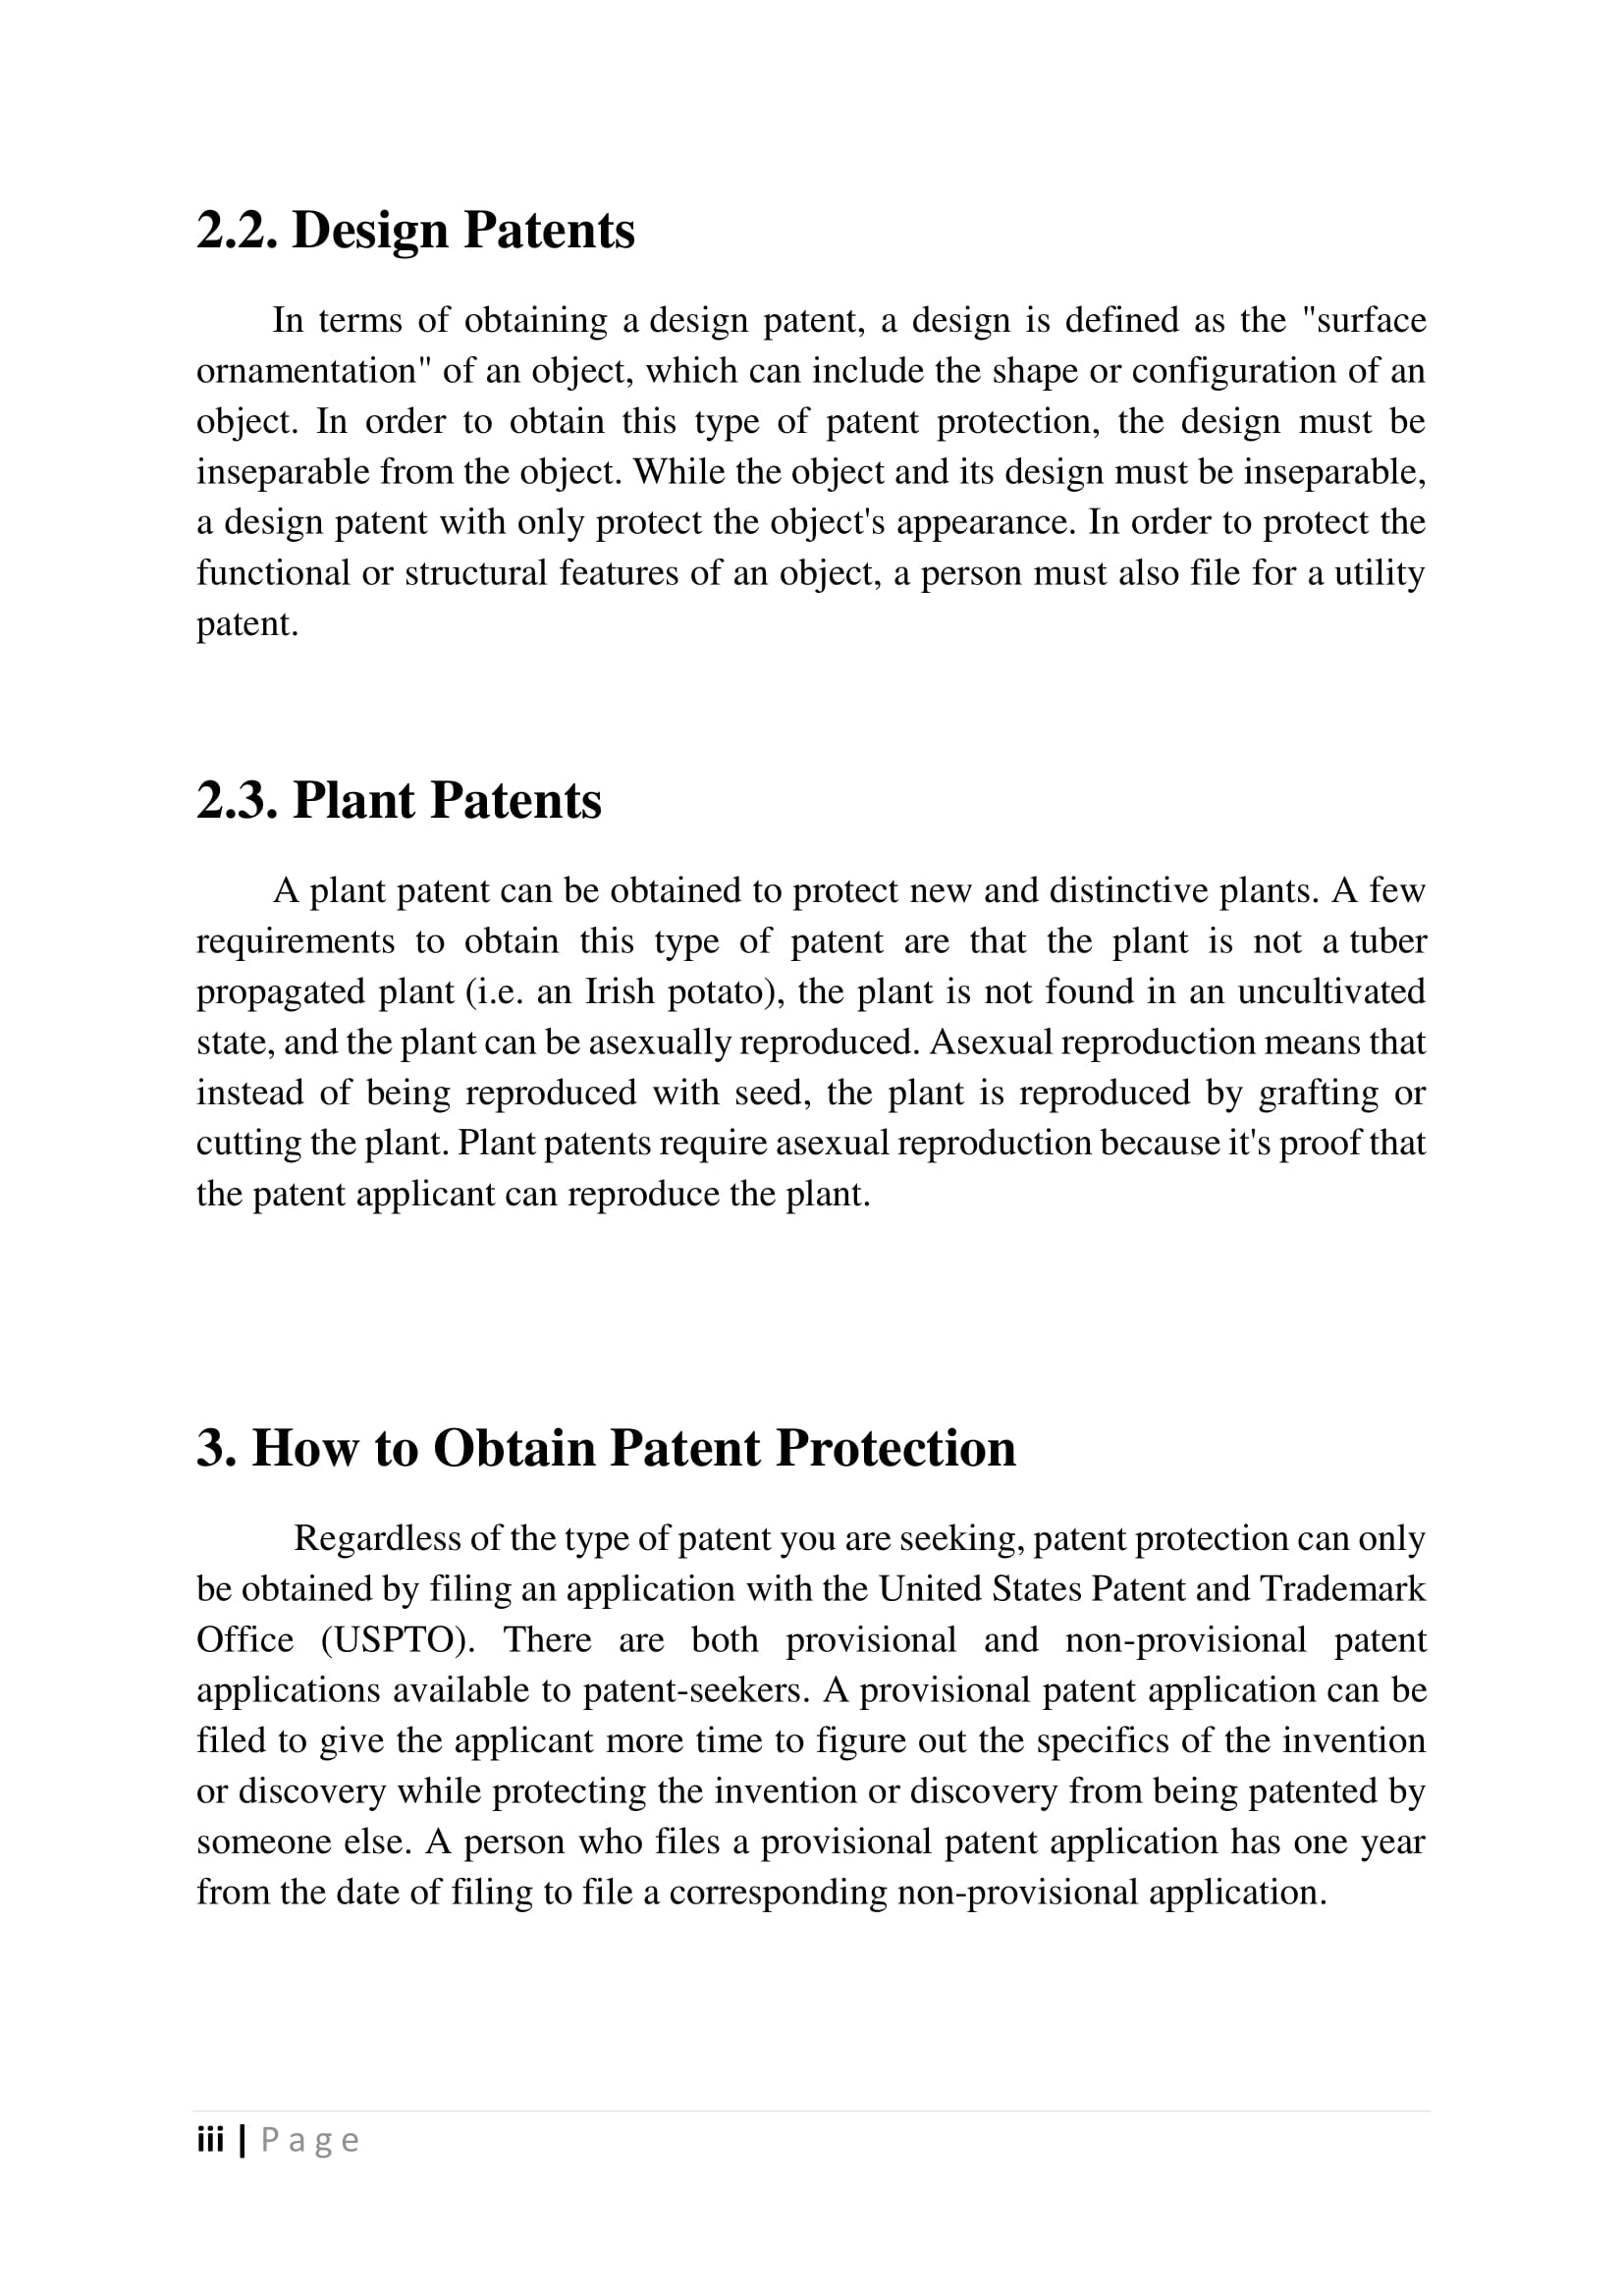 2.2. Design Patents
In terms of obtaining a design patent, a design is defined as the "surface
ornamentation" of an object, which can include the shape or configuration of an
object. In order to obtain this type of patent protection, the design must be
inseparable from the object. While the object and its design must be inseparable,
a design patent with only protect the object's appearance. In order to protect the
functional or structural features of an object, a person must also file for a utility
patent.
2.3. Plant Patents
A plant patent can be obtained to protect new and distinctive plants. A few
requirements to obtain this type of patent are that the plant is not a tuber
propagated plant (i.e. an Irish potato), the plant is not found in an uncultivated
state, and the plant can be asexually reproduced. Asexual reproduction means that
instead of being reproduced with seed, the plant is reproduced by grafting or
cutting the plant. Plant patents require asexual reproduction because it's proof that
the patent applicant can reproduce the plant.
3. How to Obtain Patent Protection
Regardless of the type of patent you are seeking, patent protection can only
be obtained by filing an application with the United States Patent and Trademark
Office (USPTO). There are both provisional and non-provisional patent
applications available to patent-seekers. A provisional patent application can be
filed to give the applicant more time to figure out the specifics of the invention
or discovery while protecting the invention or discovery from being patented by
someone else. A person who files a provisional patent application has one year
from the date of filing to file a corresponding non-provisional application.
iii | Page